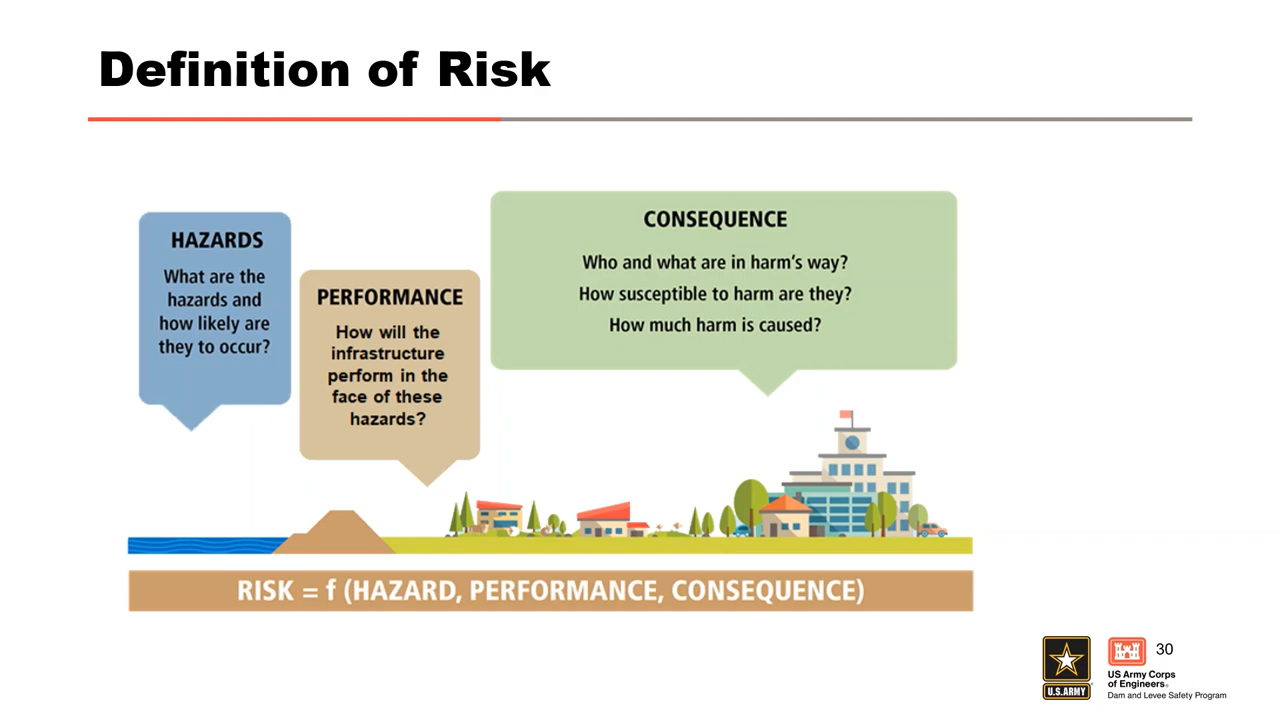 Definition of Risk
HAZARDS
What are the
hazards and
how likely are
they to occur?
PERFORMANCE
How will the
infrastructure
perform in the
face of these
hazards?
CONSEQUENCE
Who and what are in harm's way?
How susceptible to harm are they?
How much harm is caused?
RISK = f (HAZARD, PERFORMANCE, CONSEQUENCE)
U.S.ARMY
30
US Army Corps
of Engineers®
Dam and Levee Safety Program